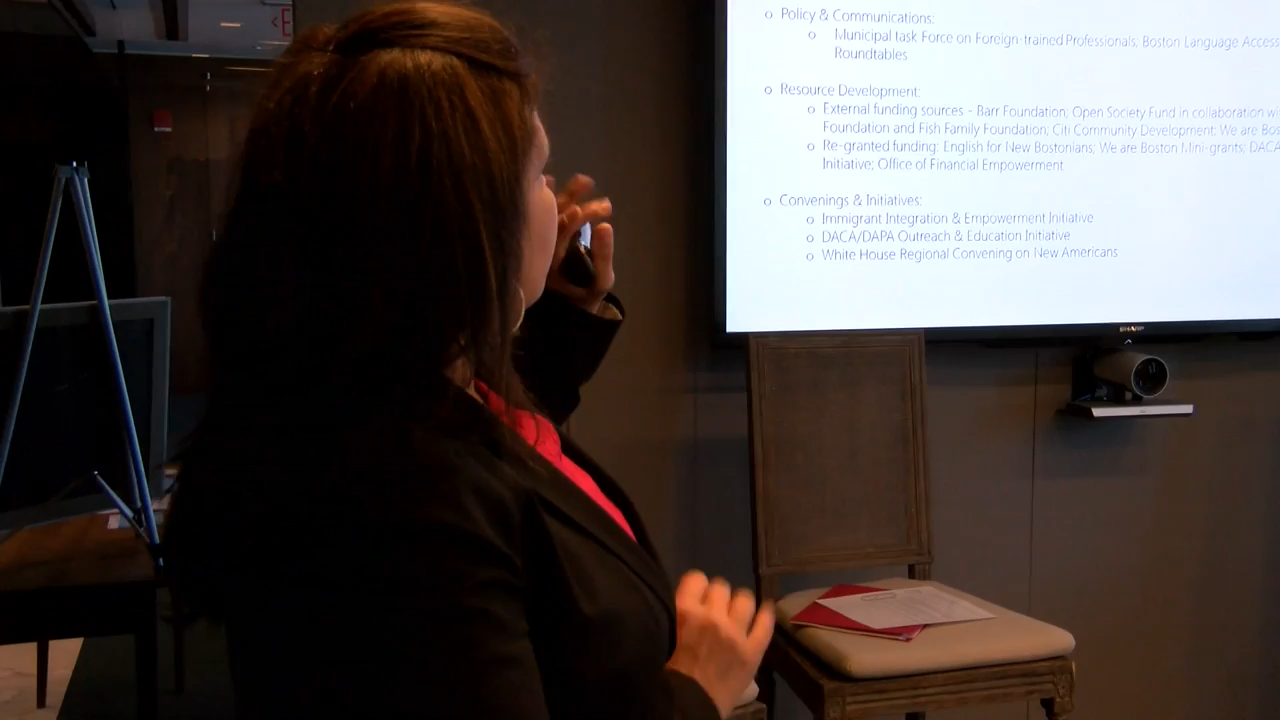 <E
o Policy & Communications:
o Municipal task Force on Foreign-trained Professionals; Boston Language Access
Roundtables
o Resource Development:
o External funding sources – Barr Foundation; Open Society Fund in collaboration
Foundation and Fish Family Foundation; Citi Community Development: We are Bos
o Re-granted funding: English for New Bostonians; We are Boston Mini-grants; DACA
Initiative; Office of Financial Empowerment
o Convenings & Initiatives:
o Immigrant Integration & Empowerment Initiative
o DACA/DAPA Outreach & Education Initiative
o White House Regional Convening on New Americans
SHARP